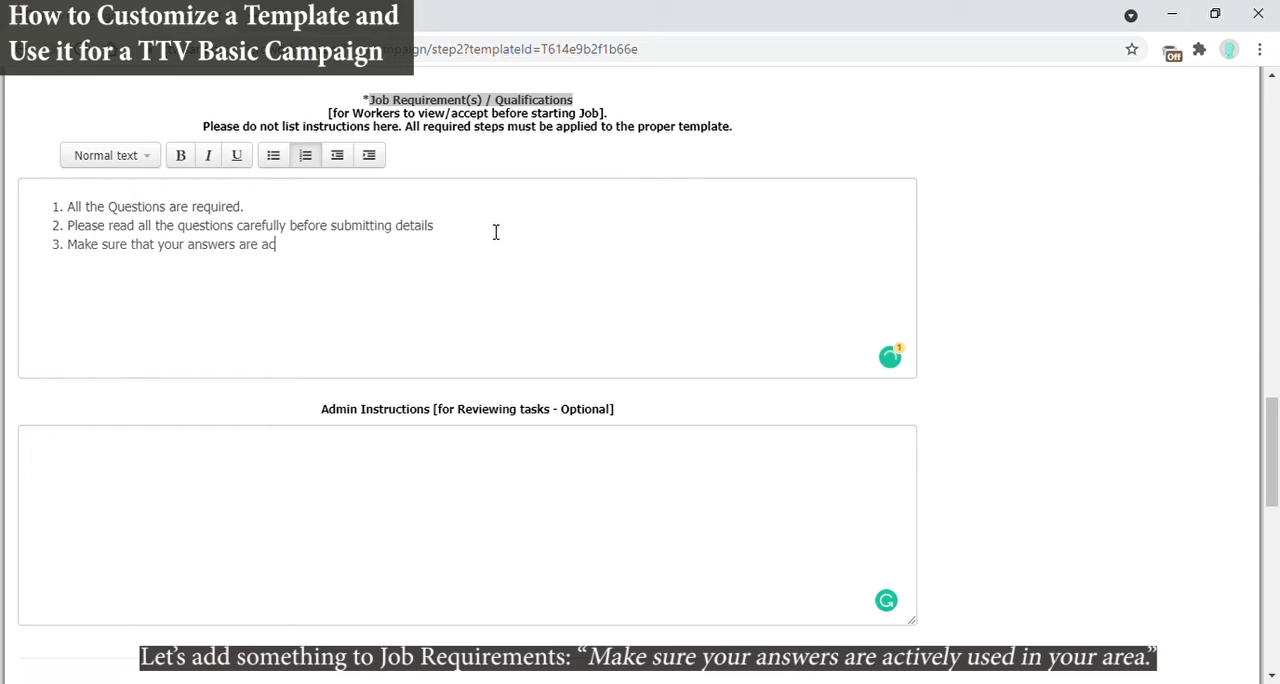 How to Customize a Template and
Use it for a TTV Basic Campaign
paign/step2?templateId=T614e9b2f1b66e
Off
*Job Requirement(s) / Qualifications
[for Workers to view/accept before starting Job].
Please do not list instructions here. All required steps must be applied to the proper template.
Normal text B I U
1. All the Questions are required.
2. Please read all the questions carefully before submitting details
3. Make sure that your answers are ac
1
Admin Instructions [for Reviewing tasks - Optional]
Let's add something to Job Requirements: “Make sure your answers are actively used in your area.”